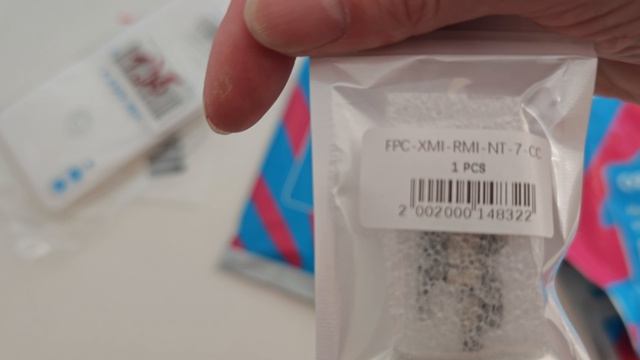 FPC-XMI-RMI-NT-7-CC
1 PCS
2 002000 148322